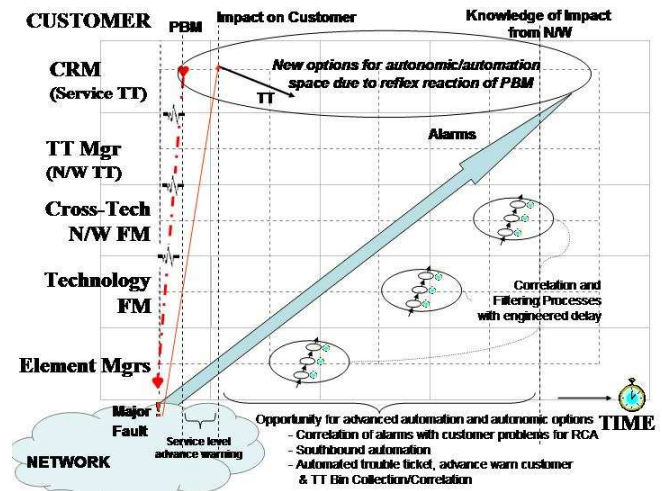 CUSTOMER
PBM
Impact on Customer
Knowledge of Impact
from N/W
CRM
(Service TT)
New options for autonomic/automation
space due to reflex reaction of PBM
TT
Alarms
TT Mgr
(N/W TT)
Cross-Tech
N/W FM
Technology
FM
Correlation and
Filtering Processes
with engineered delay
Element Mgrs
Major
Fault
NETWORK
Service level
advance warning
TIME
Opportunity for advanced automation and autonomic options
- Correlation of alarms with customer problems for RCA
- Southbound automation
- Automated trouble ticket, advance warn customer
& TT Bin Collection/Correlation